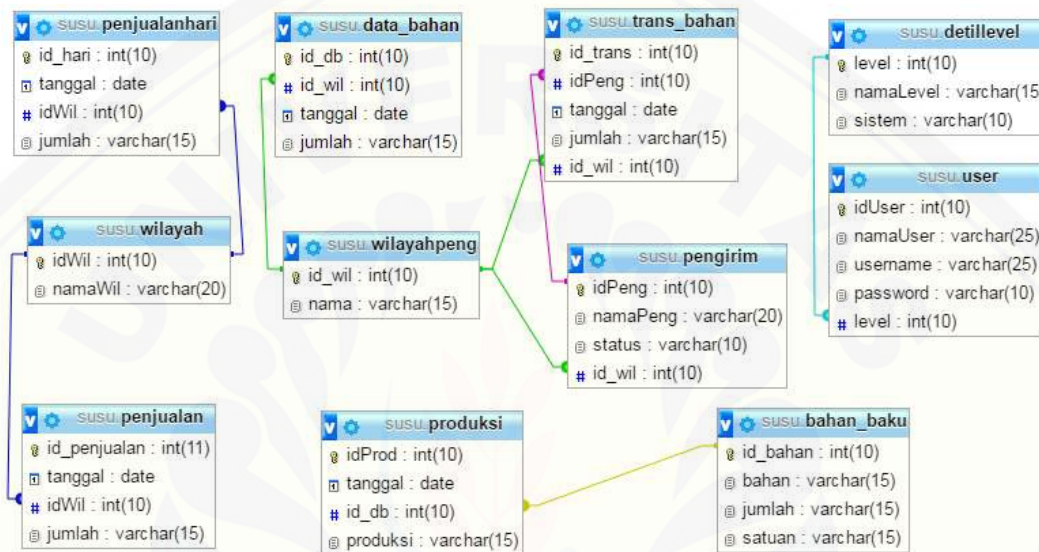 susu.penjualanhari
id_hari : int(10)
tanggal : date
idWil : int(10)
jumlah : varchar(15)
susu.data_bahan
id_db : int(10)
id_wil : int(10)
tanggal : date
jumlah : varchar(15)
susu.trans_bahan
id_trans : int(10)
idPeng : int(10)
tanggal : date
jumlah : varchar(15)
id_wil : int(10)
susu.detillevel
level : int(10)
namaLevel : varchar(15
sistem : varchar(10)
susu.wilayah
idWil : int(10)
namaWil : varchar(20)
susu.wilayahpeng
id_wil : int(10)
nama : varchar(15)
susu.pengirim
idPeng : int(10)
namaPeng : varchar(20)
status : varchar(10)
id_wil : int(10)
susu.user
idUser : int(10)
namaUser : varchar(25)
username : varchar(25)
password : varchar(10)
level : int(10)
susu.penjualan
id_penjualan : int(11)
tanggal : date
idWil : int(10)
jumlah : varchar(15)
susu.produksi
idProd : int(10)
tanggal : date
id_db : int(10)
produksi : varchar(15)
susu.bahan_baku
id_bahan : int(10)
bahan : varchar(15)
jumlah : varchar(15)
satuan : varchar(15)